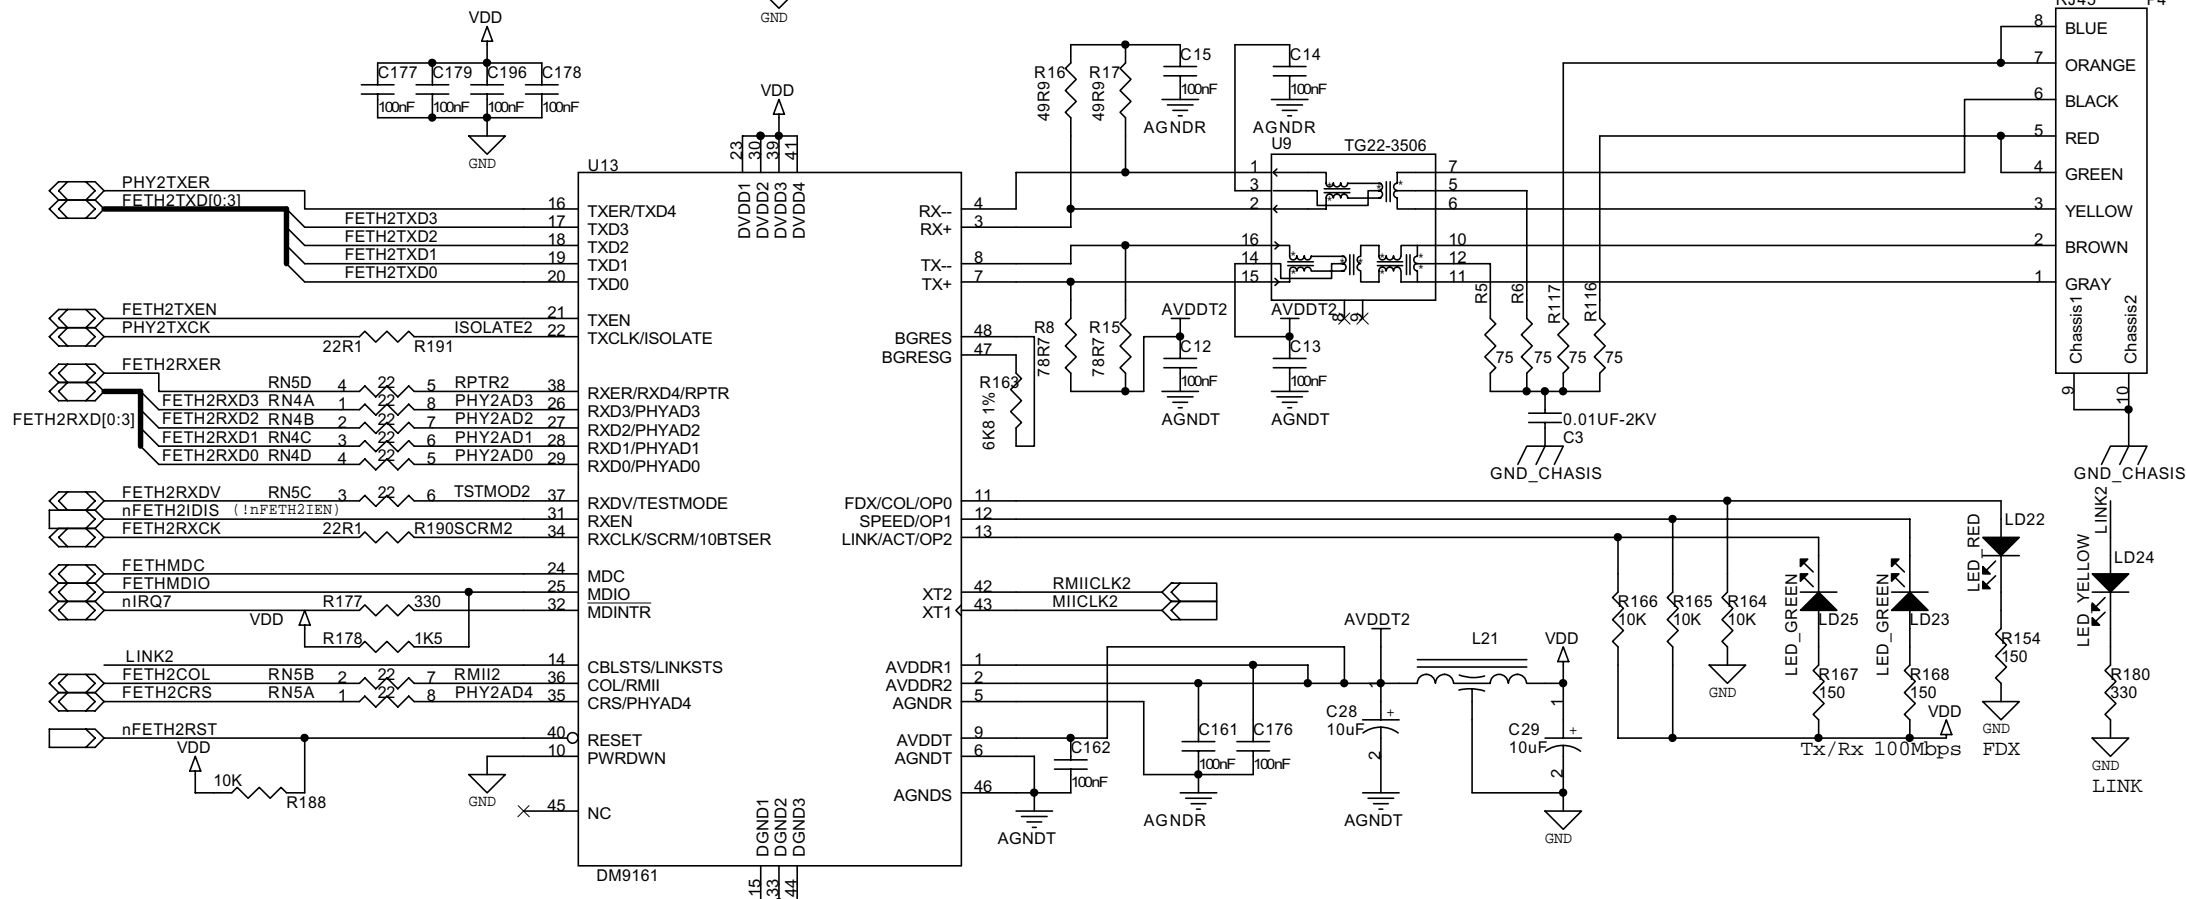 GND
RJ45 P4
VDD
C177 C179 C196 C178
100nF 100nF 100nF 100nF
GND
VDD
23 30 39 41
DVDD1 DVDD2 DVDD3 DVDD4
U13
PHY2TXER
FETH2TXD[0:3]
FETH2TXD3
FETH2TXD2
FETH2TXD1
FETH2TXD0
16 TXER/TXD4
17 TXD3
18 TXD2
19 TXD1
20 TXD0
FETH2TXEN 21 TXEN
PHY2TXCK 22R1 R191 ISOLATE2 22 TXCLK/ISOLATE
FETH2RXER
RN5D 4 22 5 RPTR2 38 RXER/RXD4/RPTR
FETH2RXD3 RN4A 1 22 8 PHY2AD3 26 RXD3/PHYAD3
FETH2RXD2 RN4B 2 22 7 PHY2AD2 27 RXD2/PHYAD2
FETH2RXD[0:3]
FETH2RXD1 RN4C 3 22 6 PHY2AD1 28 RXD1/PHYAD1
FETH2RXD0 RN4D 4 22 5 PHY2AD0 29 RXD0/PHYAD0
FETH2RXDV RN5C 3 22 6 TSTMOD2 37 RXDV/TESTMODE
nFETH2IDIS (!nFETH2IEN) 31 RXEN
FETH2RXCK 22R1 R190 SCRM2 34 RXCLK/SCRM/10BTSER
FETHMDC 24 MDC
FETHMDIO 25 MDIO
nIRQ7 R177 330 32 MDINTR
VDD
R178 1K5
LINK2 14 CBLSTS/LINKSTS
FETH2COL RN5B 2 22 7 RMII2 36 COL/RMII
FETH2CRS RN5A 1 22 8 PHY2AD4 35 CRS/PHYAD4
nFETH2RST 40 RESET
VDD
10K
R188
10 PWRDWN
GND
45 NC
DGND1 DGND2 DGND3
15 33 44
DM9161
RX-- 4
RX+ 3
TX-- 8
TX+ 7
BGRES 48
BGRESG 47
R163
6K8 1%
FDX/COL/OP0 11
SPEED/OP1 12
LINK/ACT/OP2 13
XT2 42 RMIICLK2
XT1 43 MIICLK2
AVDDR1 1
AVDDR2 2
AGNDR 5
AVDDT 9
AGNDT 6
AGNDS 46
R16 49R9
R17 49R9
C15 100nF AGNDR
C14 100nF AGNDR
U9 TG22-3506
1 3 2 16 14 15
7 5 6 10 12 11
8 9
R8 78R7
R15 78R7
AVDDT2
C12 100nF AGNDT
AVDDT2
C13 100nF AGNDT
R5 R6 R117 R116
75 75 75 75
0.01UF-2KV
C3
GND_CHASIS
8 BLUE
7 ORANGE
6 BLACK
5 RED
4 GREEN
3 YELLOW
2 BROWN
1 GRAY
Chassis1 Chassis2
9 10
GND_CHASIS
C162 100nF
AGNDT
C161 100nF
C176 100nF
AGNDR
AVDDT2
L21
VDD
1
C28 10uF + 2
AGNDT
1
C29 10uF + 2
GND
R166 10K
R165 10K
R164 10K
GND
LED_GREEN LD25
R167 150
LED_GREEN LD23
R168 150
VDD
LED_RED LD22
R154 150
GND
LINK2
LED_YELLOW LD24
R180 330
GND
Tx/Rx 100Mbps FDX
LINK